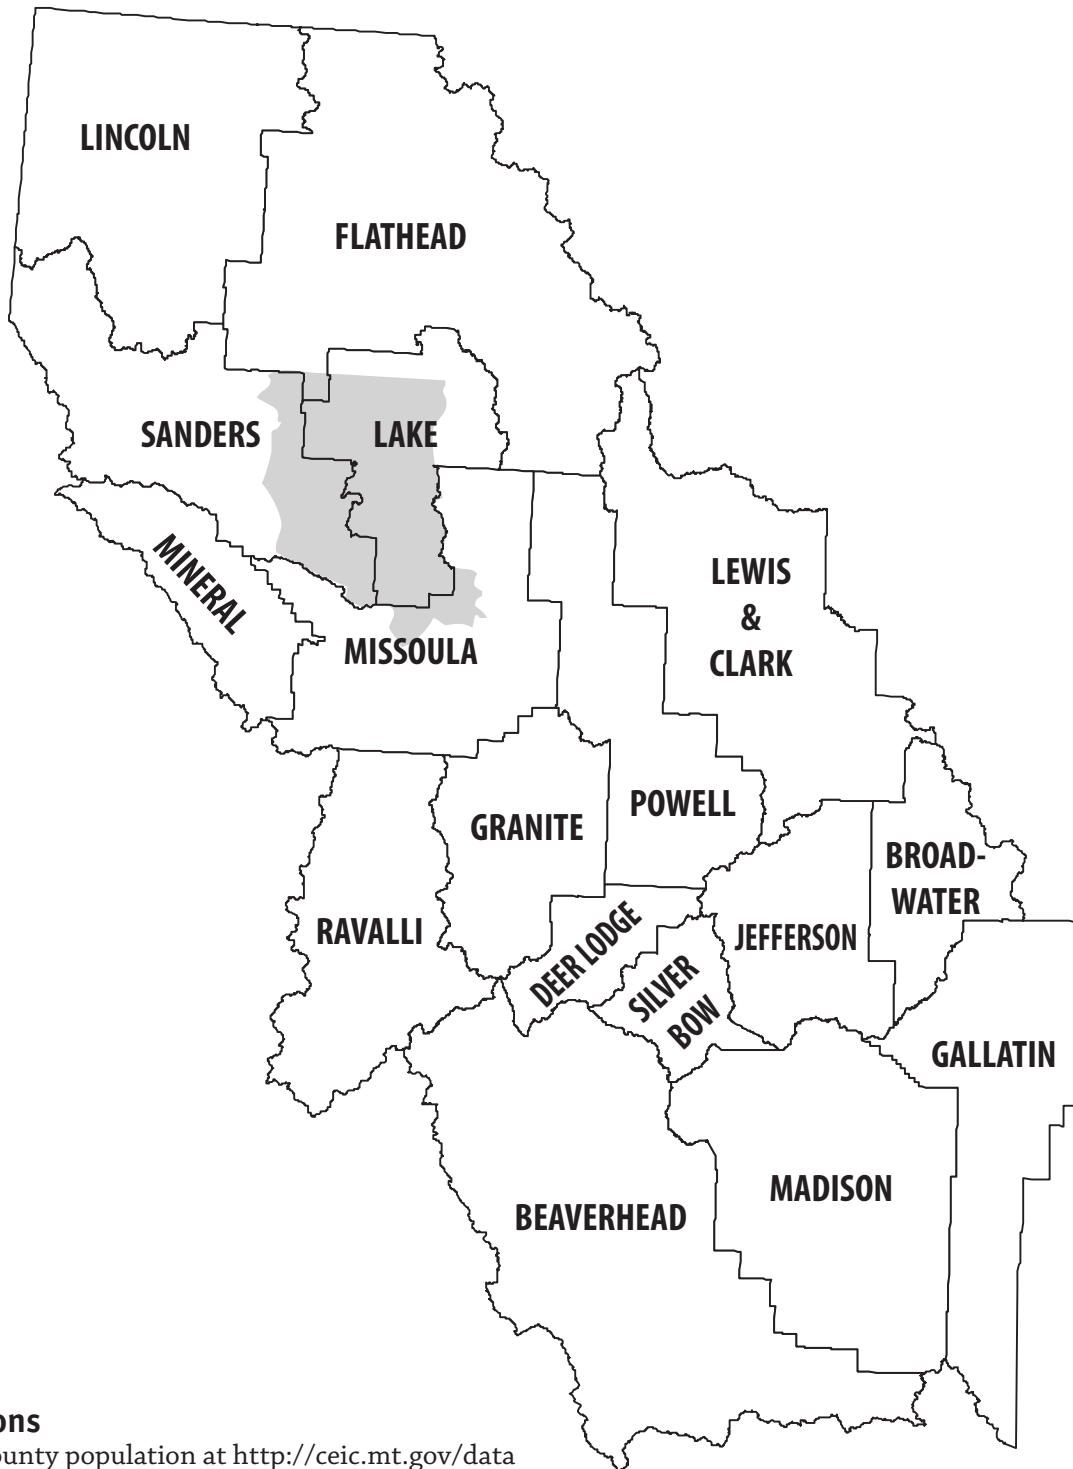 LINCOLN
FLATHEAD
SANDERS
LAKE
MINERAL
LEWIS
&
CLARK
MISSOULA
POWELL
GRANITE
BROAD-
WATER
RAVALLI
DEER LODGE
JEFFERSON
SILVER
BOW
GALLATIN
MADISON
BEAVERHEAD
ons
ounty population at http://ceic.mt.gov/data